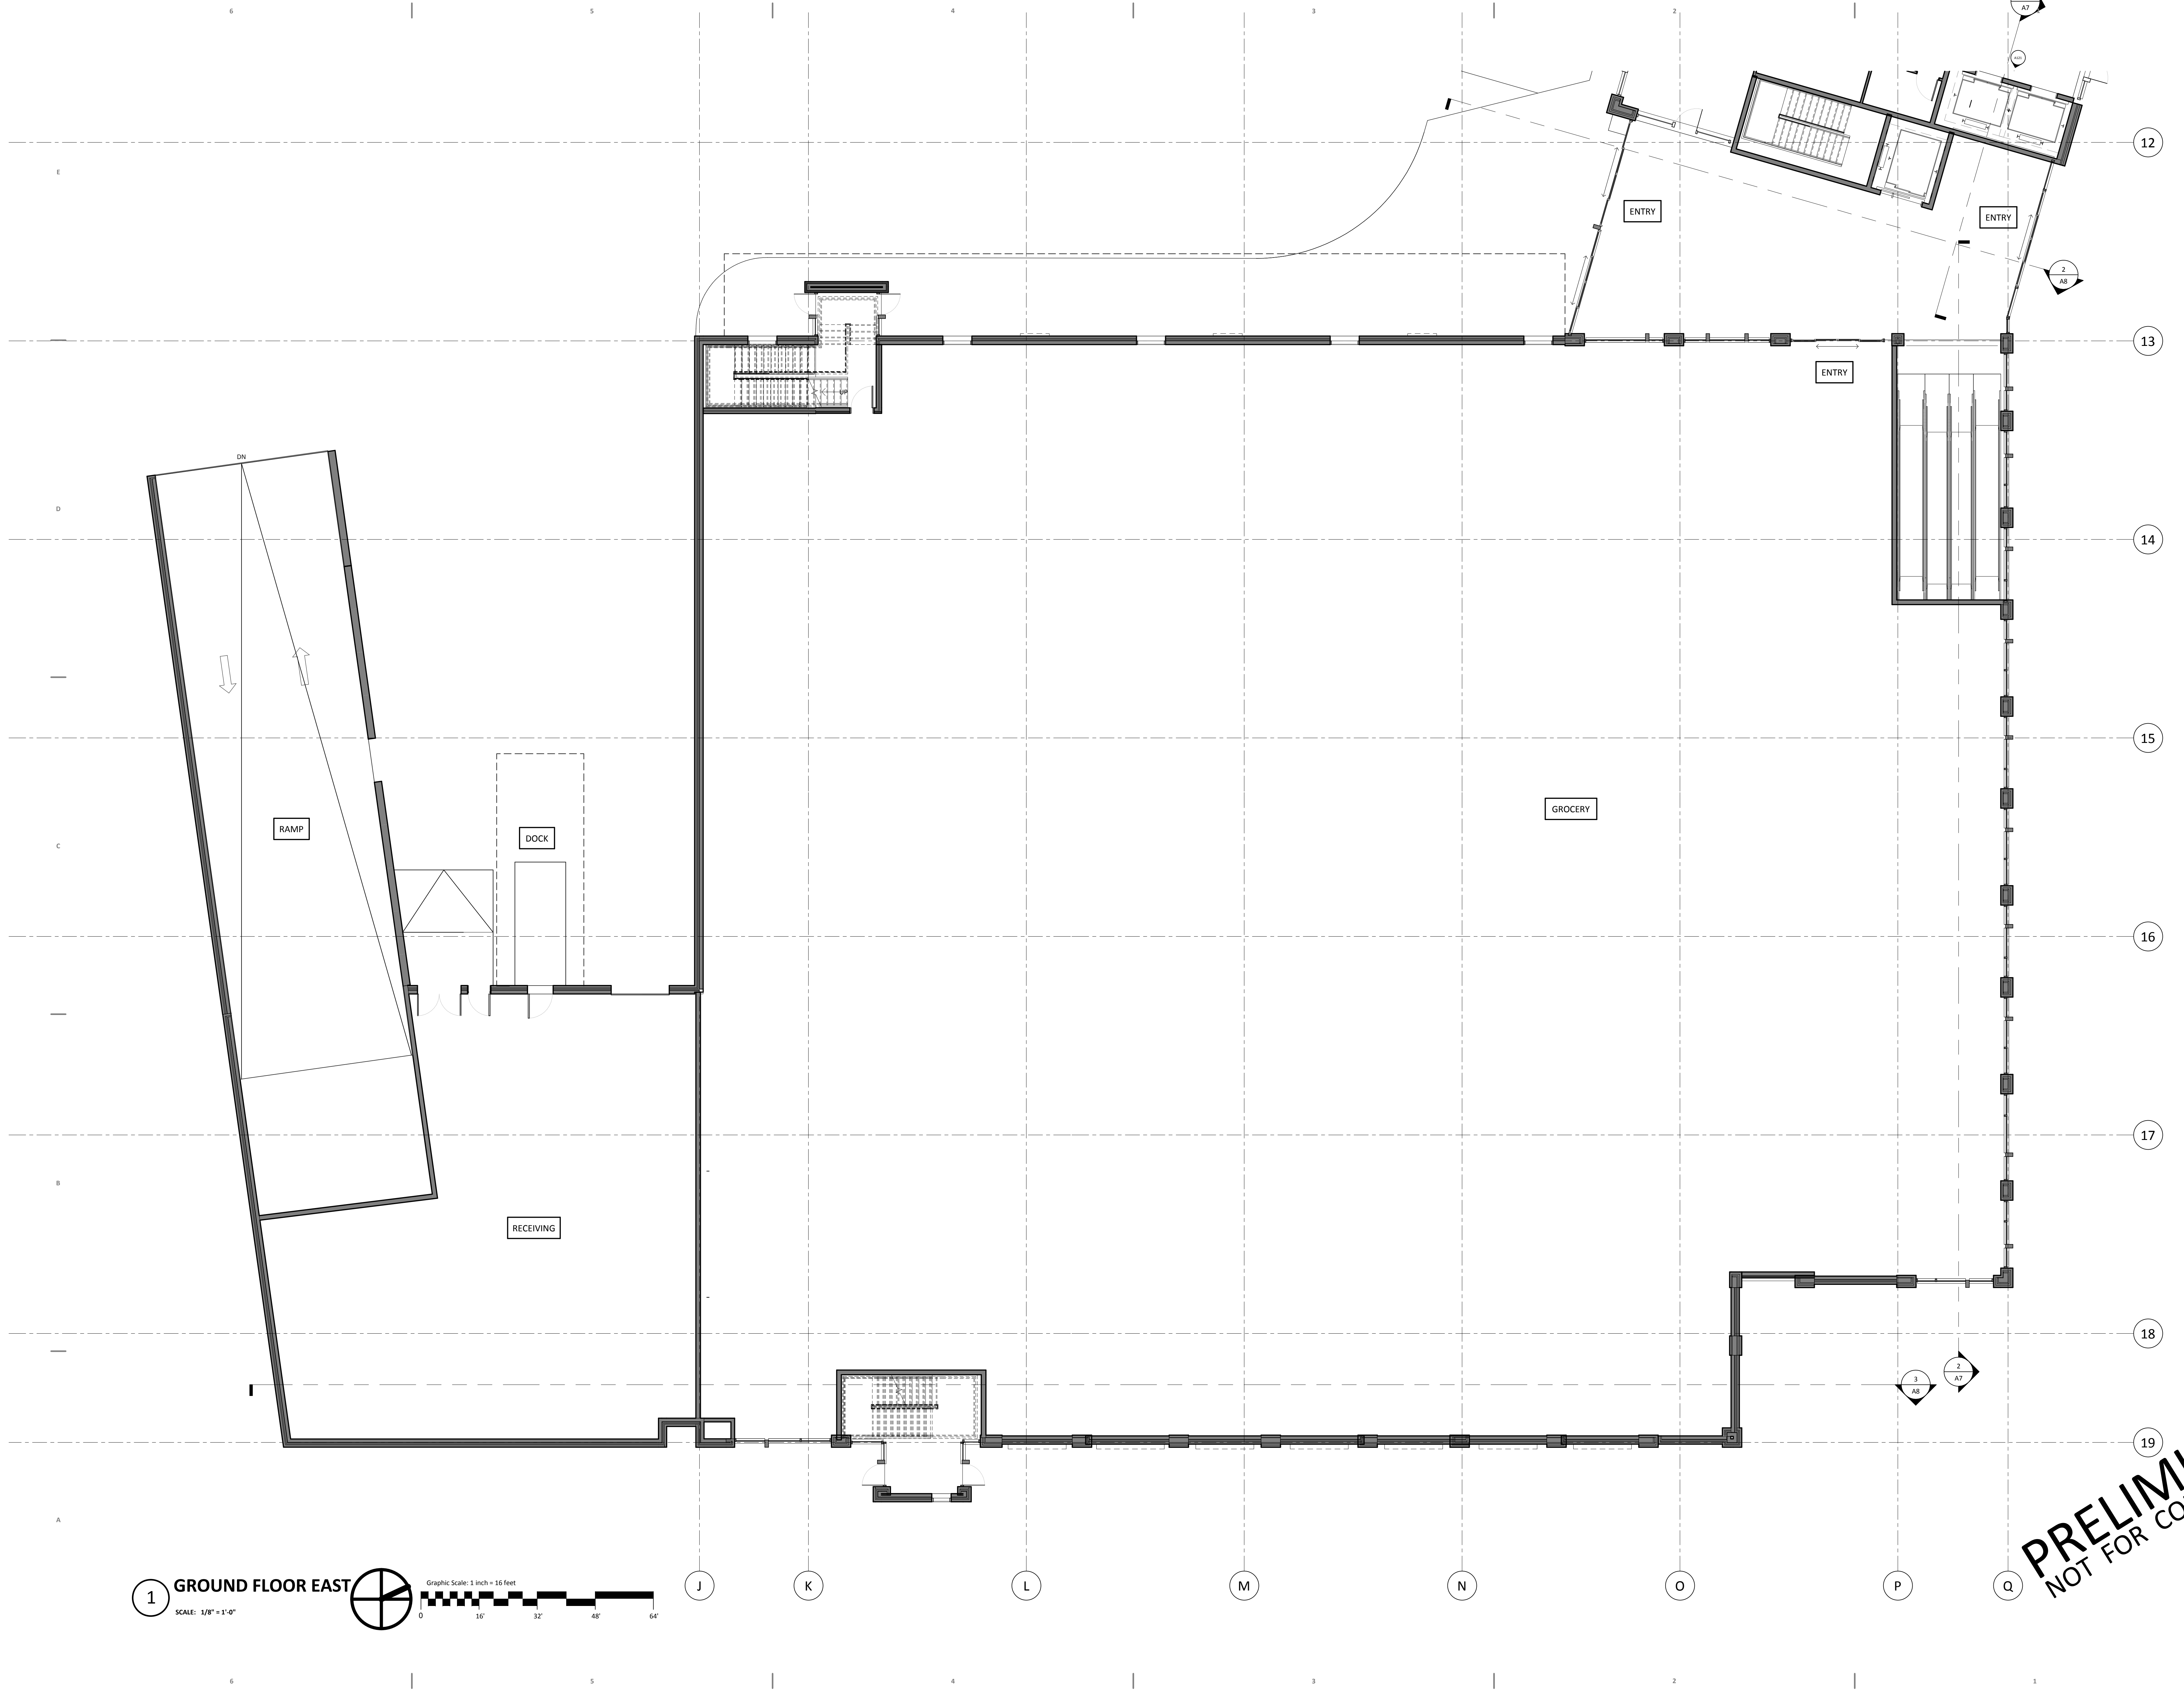 6
5
4
3
2
A7
12
E
ENTRY
ENTRY
2
A8
13
ENTRY
UP
DN
D
14
15
GROCERY
RAMP
DOCK
C
16
17
B
RECEIVING
18
2
A7
3
A8
19
A
PRELIMI
NOT FOR CO
1
GROUND FLOOR EAST
SCALE: 1/8" = 1'-0"
Graphic Scale: 1 inch = 16 feet
0 16' 32' 48' 64'
J
K
L
M
N
O
P
Q
6
5
4
3
2
1